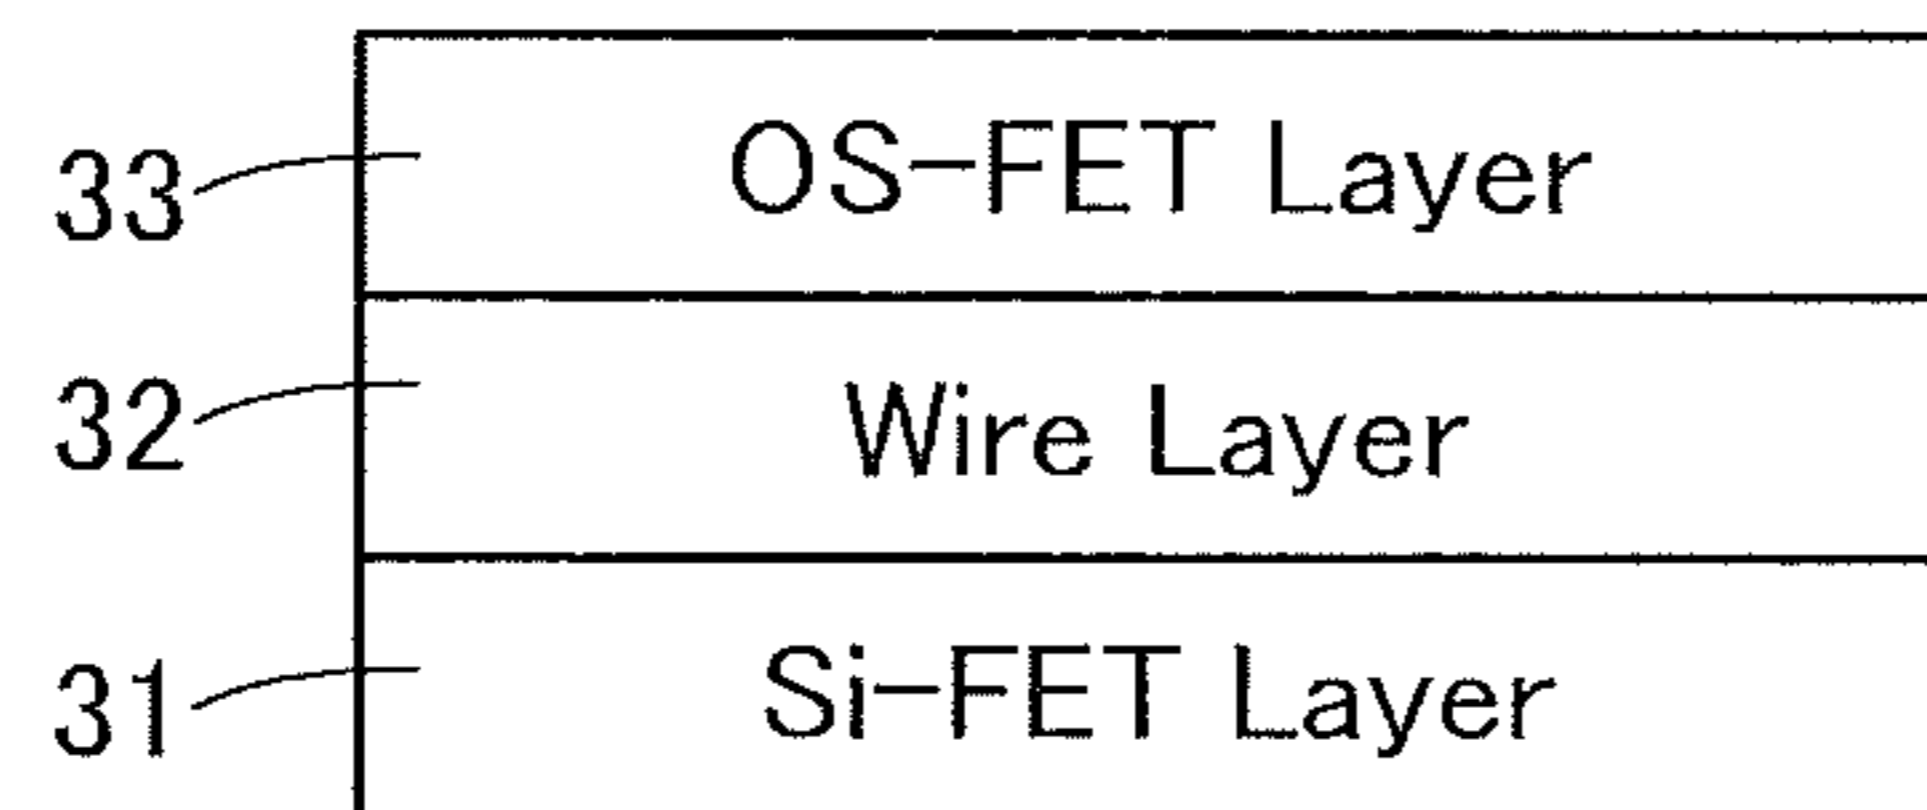 33 OS-FET Layer
32 Wire Layer
31 Si-FET Layer